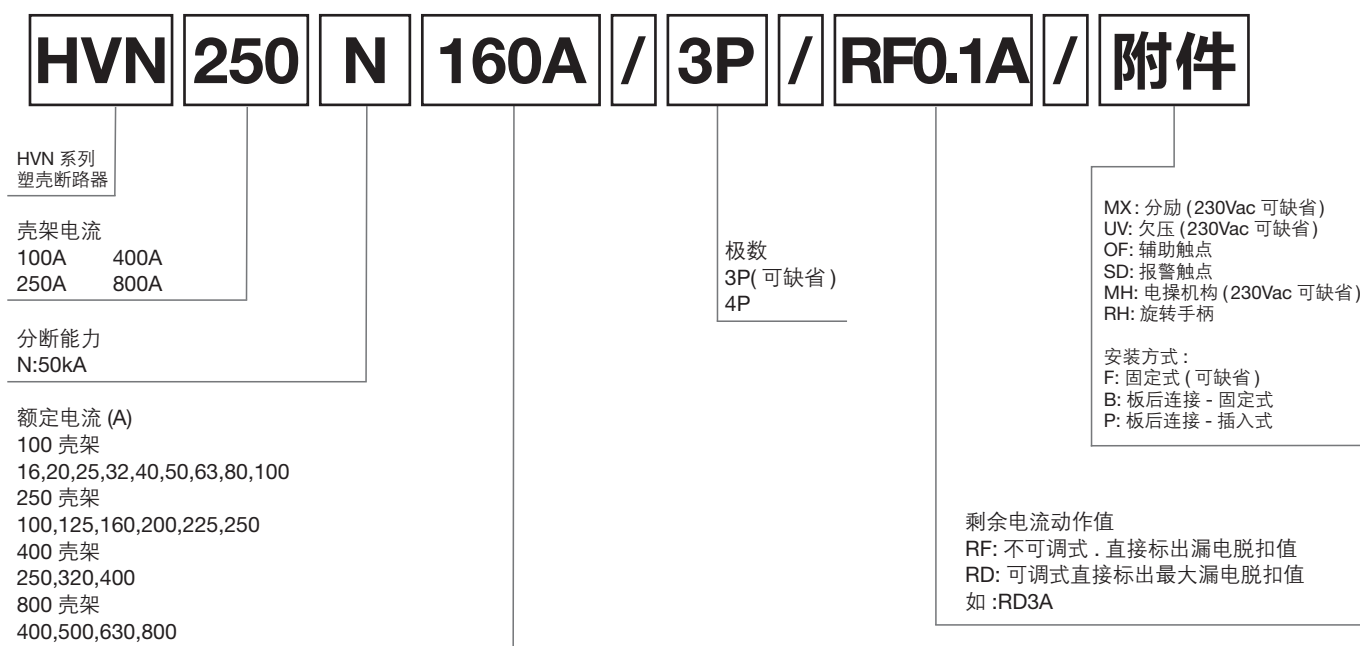 HVN 250 N 160A / 3P / RF0.1A / 附件
HVN 系列
塑壳断路器
壳架电流
100A 400A
250A 800A
分断能力
N:50kA
额定电流 (A)
100 壳架
16,20,25,32,40,50,63,80,100
250 壳架
100,125,160,200,225,250
400 壳架
250,320,400
800 壳架
400,500,630,800
极数
3P( 可缺省 )
4P
剩余电流动作值
RF: 不可调式 . 直接标出漏电脱扣值
RD: 可调式直接标出最大漏电脱扣值
如 :RD3A
MX: 分励 (230Vac 可缺省)
UV: 欠压 (230Vac 可缺省)
OF: 辅助触点
SD: 报警触点
MH: 电操机构 (230Vac 可缺省)
RH: 旋转手柄
安装方式 :
F: 固定式 ( 可缺省 )
B: 板后连接 - 固定式
P: 板后连接 - 插入式